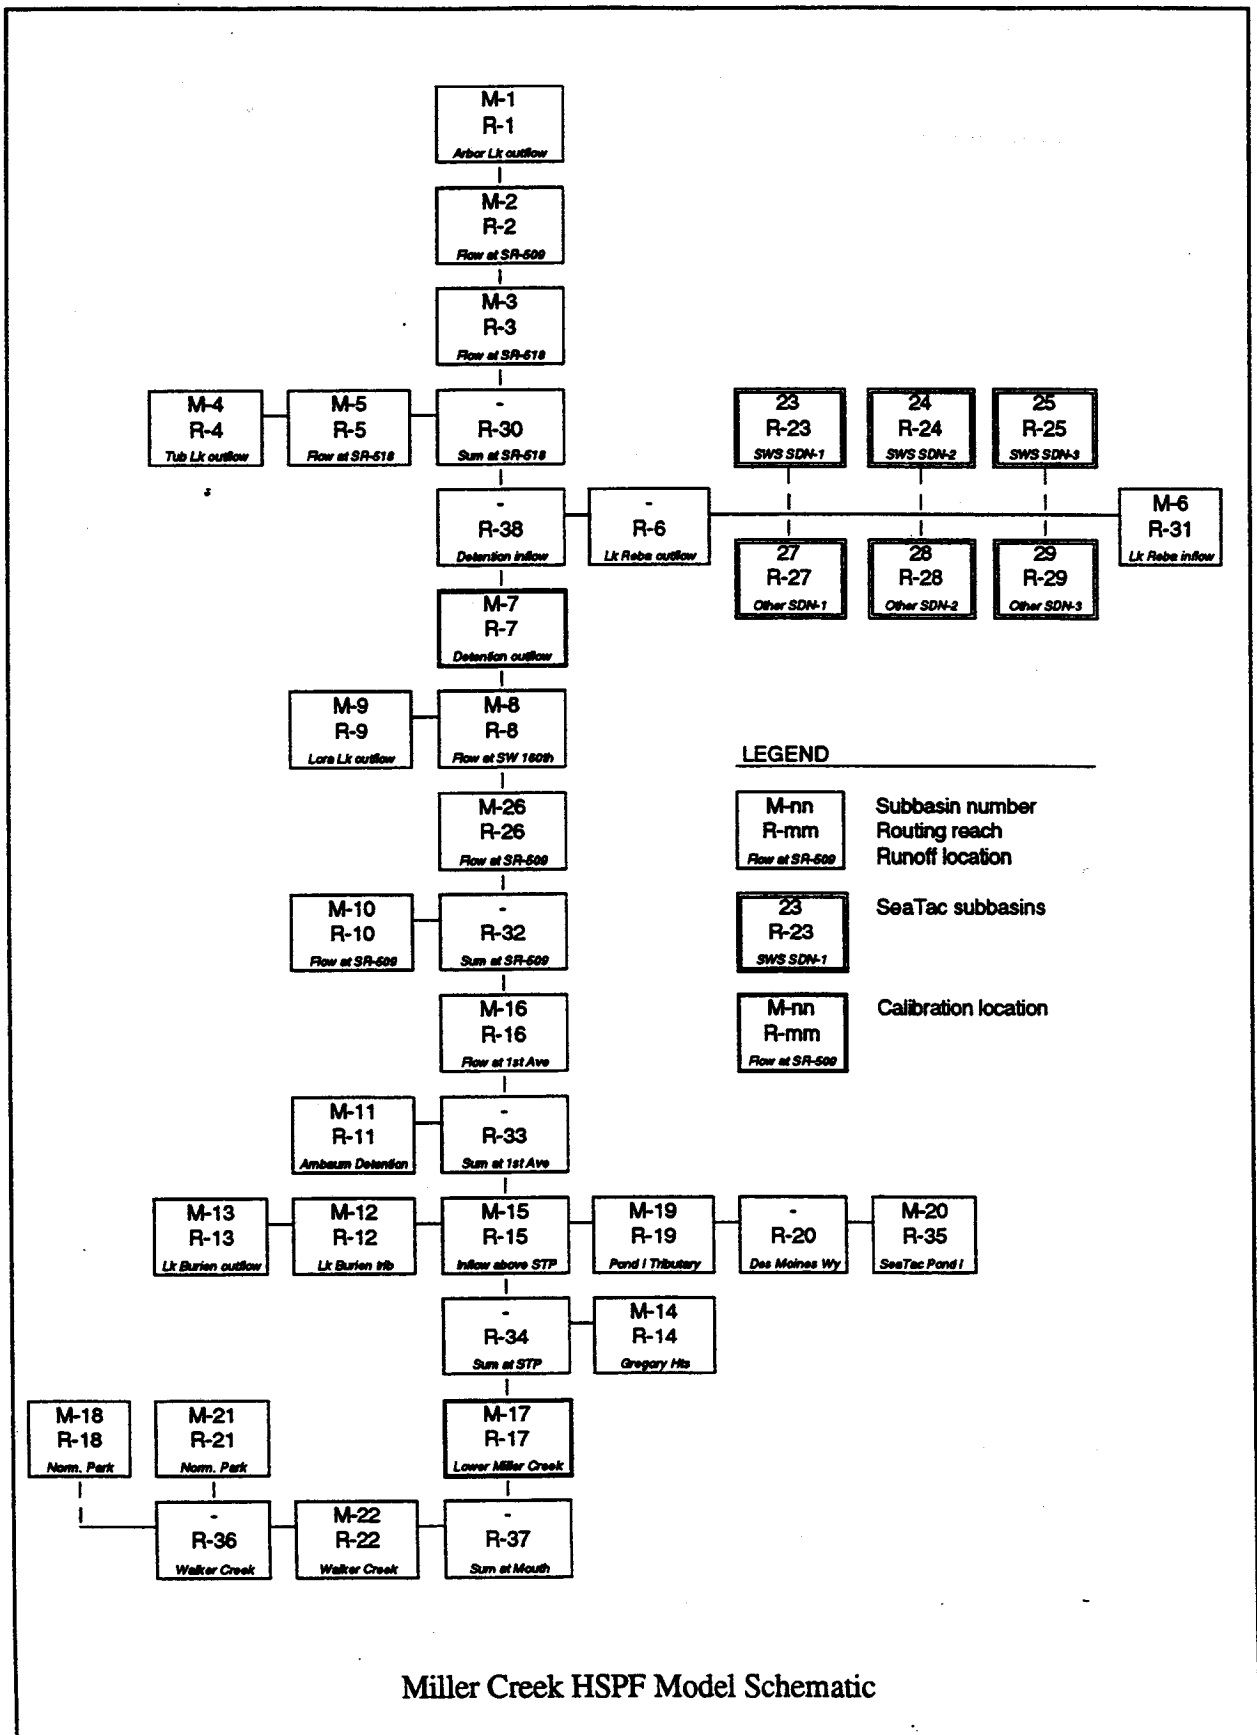 M-1
R-1
Arbor Lk outflow
M-2
R-2
Flow at SR-509
M-3
R-3
Flow at SR-518
M-4
R-4
Tub Lk outflow
M-5
R-5
Flow at SR-518
-
R-30
Sum at SR-518
23
R-23
SWS SDN-1
24
R-24
SWS SDN-2
25
R-25
SWS SDN-3
-
R-38
Detention inflow
-
R-6
Lk Reba outflow
M-6
R-31
Lk Reba inflow
27
R-27
Other SDN-1
28
R-28
Other SDN-2
29
R-29
Other SDN-3
M-7
R-7
Detention outflow
M-9
R-9
Lora Lk outflow
M-8
R-8
Flow at SW 160th
M-26
R-26
Flow at SR-509
M-10
R-10
Flow at SR-509
-
R-32
Sum at SR-509
M-16
R-16
Flow at 1st Ave
M-11
R-11
Ambaum Detention
-
R-33
Sum at 1st Ave
LEGEND
M-nn
R-mm
Flow at SR-509
Subbasin number
Routing reach
Runoff location
23
R-23
SWS SDN-1
SeaTac subbasins
M-nn
R-mm
Flow at SR-509
Calibration location
M-13
R-13
Lk Burien outflow
M-12
R-12
Lk Burien trib
M-15
R-15
Inflow above STP
M-19
R-19
Pond I Tributary
-
R-20
Des Moines Wy
M-20
R-35
SeaTac Pond I
-
R-34
Sum at STP
M-14
R-14
Gregory Hts
M-18
R-18
Norm. Park
M-21
R-21
Norm. Park
M-17
R-17
Lower Miller Creek
-
R-36
Walker Creek
M-22
R-22
Walker Creek
-
R-37
Sum at Mouth
Miller Creek HSPF Model Schematic